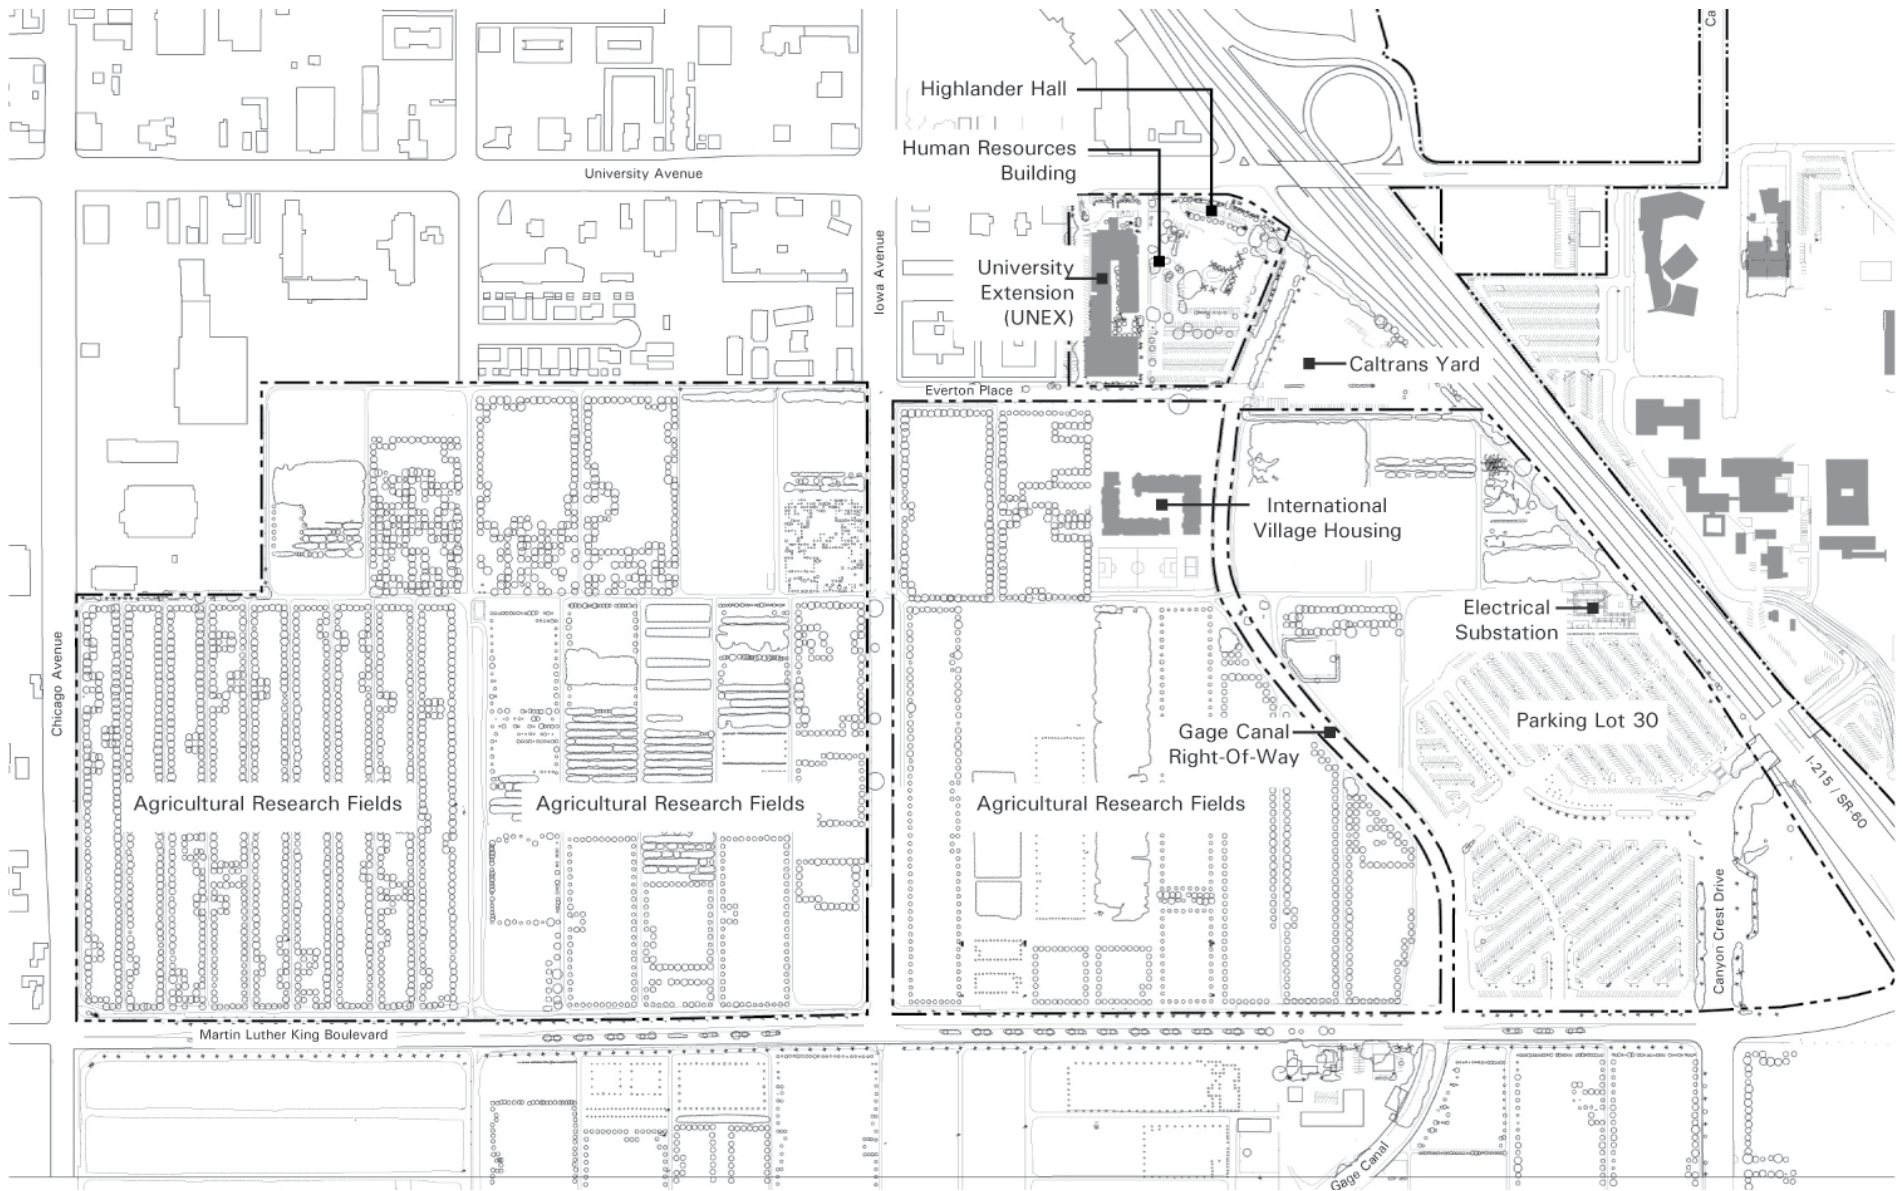 Ca
Highlander Hall
Human Resources
Building
University Avenue
Iowa Avenue
University
Extension
(UNEX)
Caltrans Yard
Everton Place
International
Village Housing
Electrical
Substation
Chicago Avenue
Parking Lot 30
Gage Canal
Right-Of-Way
I-215 / SR-60
Agricultural Research Fields
Agricultural Research Fields
Agricultural Research Fields
Canyon Crest Drive
Martin Luther King Boulevard
Gage Canal